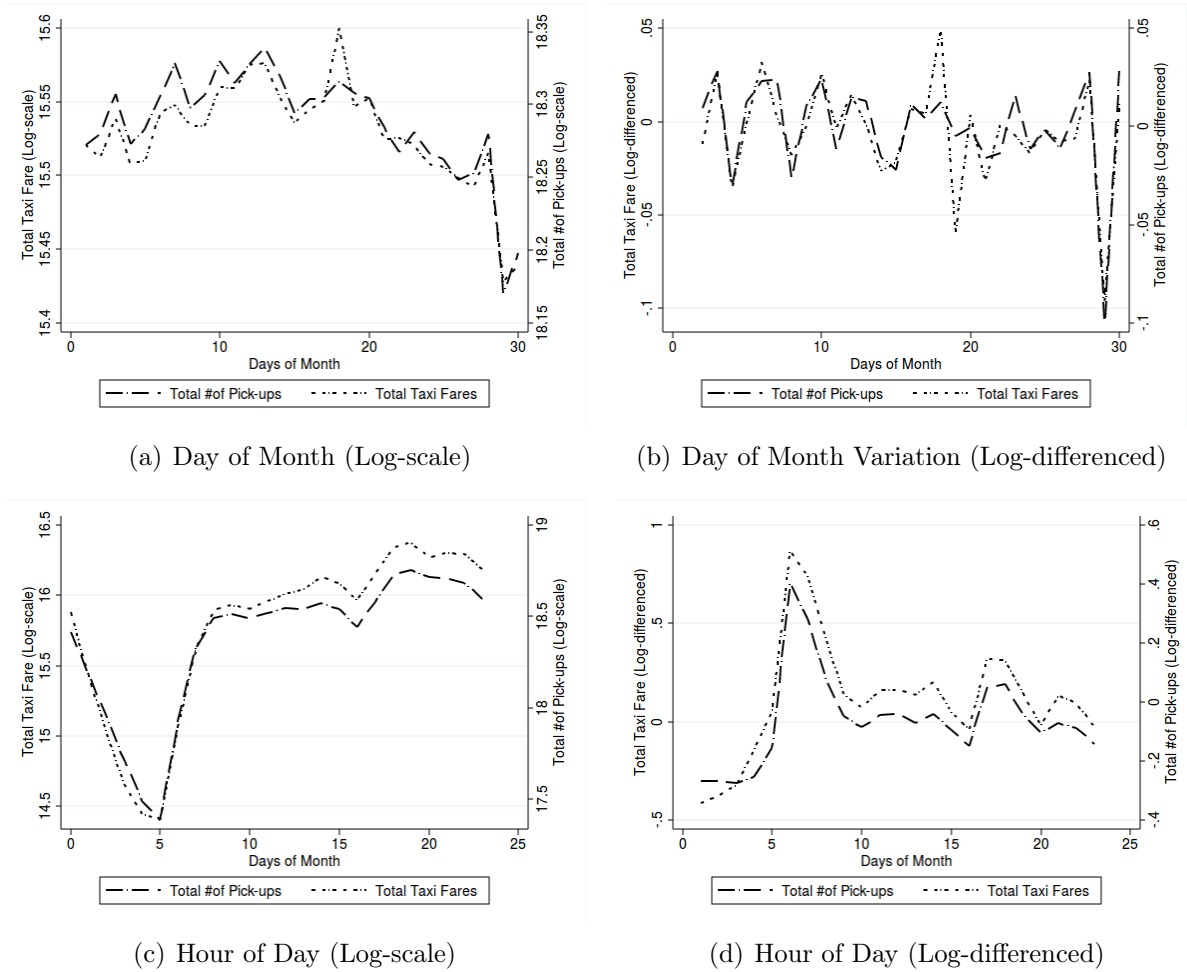 Total Taxi Fare (Log-scale)
15.4 15.45 15.5 15.55 15.6
Total #of Pick-ups (Log-scale)
18.15 18.2 18.25 18.3 18.35
0 10 20 30
Days of Month
Total #of Pick-ups Total Taxi Fares
(a) Day of Month (Log-scale)
Total Taxi Fare (Log-differenced)
-.1 -.05 0 .05
Total #of Pick-ups (Log-differenced)
-.1 -.05 0 .05
0 10 20 30
Days of Month
Total #of Pick-ups Total Taxi Fares
(b) Day of Month Variation (Log-differenced)
Total Taxi Fare (Log-scale)
14.5 15 15.5 16 16.5
Total #of Pick-ups (Log-scale)
17.5 18 18.5 19
0 5 10 15 20 25
Days of Month
Total #of Pick-ups Total Taxi Fares
(c) Hour of Day (Log-scale)
Total Taxi Fare (Log-differenced)
-.5 0 .5 1
Total #of Pick-ups (Log-differenced)
-.4 -.2 0 .2 .4 .6
0 5 10 15 20 25
Days of Month
Total #of Pick-ups Total Taxi Fares
(d) Hour of Day (Log-differenced)